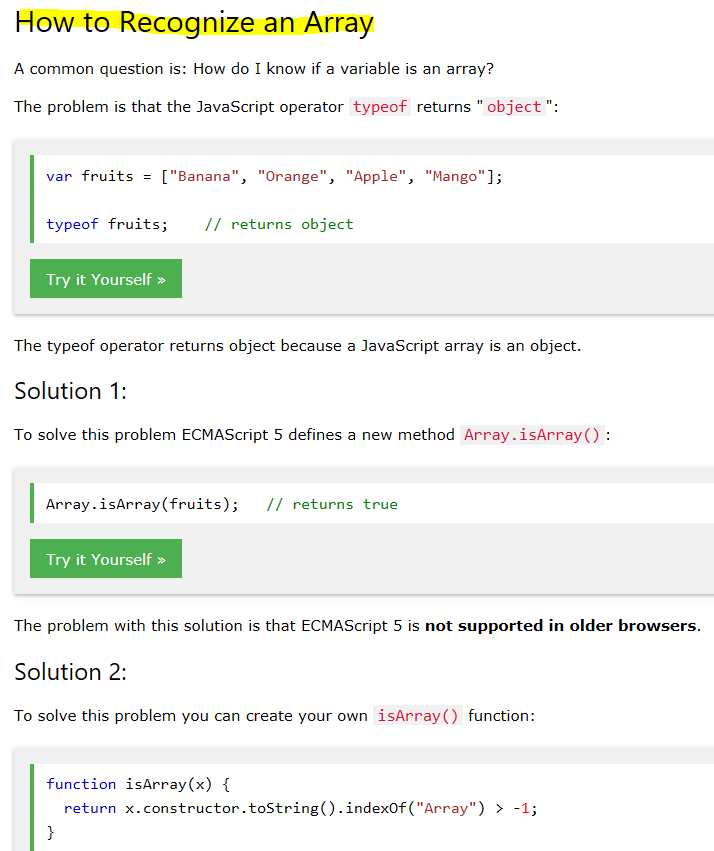 How to Recognize an Array
A common question is: How do I know if a variable is an array?
The problem is that the JavaScript operator typeof returns "object":
var fruits = ["Banana", "Orange", "Apple", "Mango"];
typeof fruits;    // returns object
Try it Yourself »
The typeof operator returns object because a JavaScript array is an object.
Solution 1:
To solve this problem ECMAScript 5 defines a new method Array.isArray():
Array.isArray(fruits);   // returns true
Try it Yourself »
The problem with this solution is that ECMAScript 5 is not supported in older browsers.
Solution 2:
To solve this problem you can create your own isArray() function:
function isArray(x) {
  return x.constructor.toString().indexOf("Array") > -1;
}